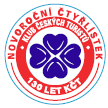 NOVOROČNÍ ČTYŘLÍSTEK
KLUB ČESKÝCH TURISTŮ
130 LET KČT